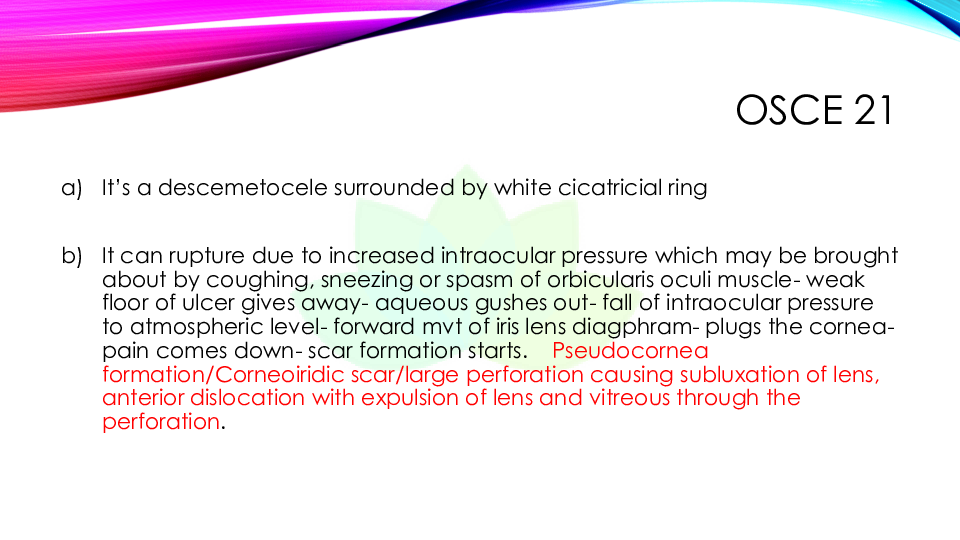 OSCE 21
a) It's a descemetocele surrounded by white cicatricial ring
b) It can rupture due to increased intraocular pressure which may be brought
about by coughing, sneezing or spasm of orbicularis oculi muscle- weak
floor of ulcer gives away- aqueous gushes out- fall of intraocular pressure
to atmospheric level- forward mvt of iris lens diagphram- plugs the cornea-
pain comes down- scar formation starts. Pseudocornea
formation/Corneoiridic scar/large perforation causing subluxation of lens,
anterior dislocation with expulsion of lens and vitreous through the
perforation.